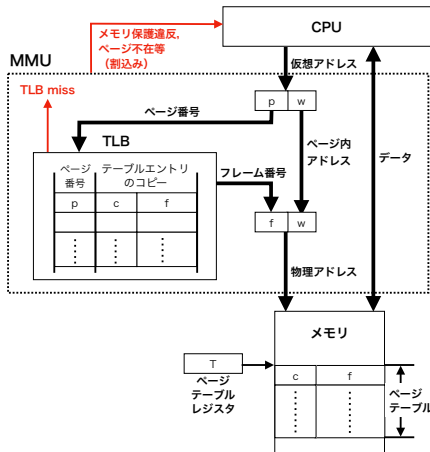 CPU
メモリ保護違反,
ページ不在等
（割込み）
MMU
仮想アドレス
TLB miss
p w
ページ番号
TLB
ページ内
アドレス
データ
ページ
番号
テーブルエントリ
のコピー
フレーム番号
p c f
f w
物理アドレス
メモリ
T
ページ
テーブル
レジスタ
c f
ページ
テーブル